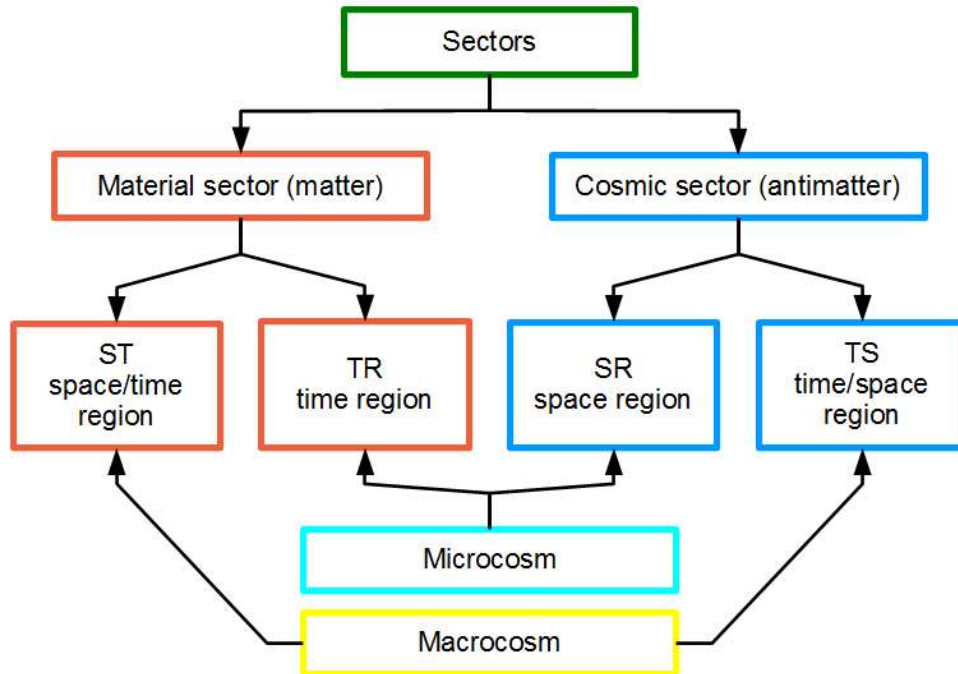 Sectors
Material sector (matter)
Cosmic sector (antimatter)
ST
space/time
region
TR
time region
SR
space region
TS
time/space
region
Microcosm
Macrocosm